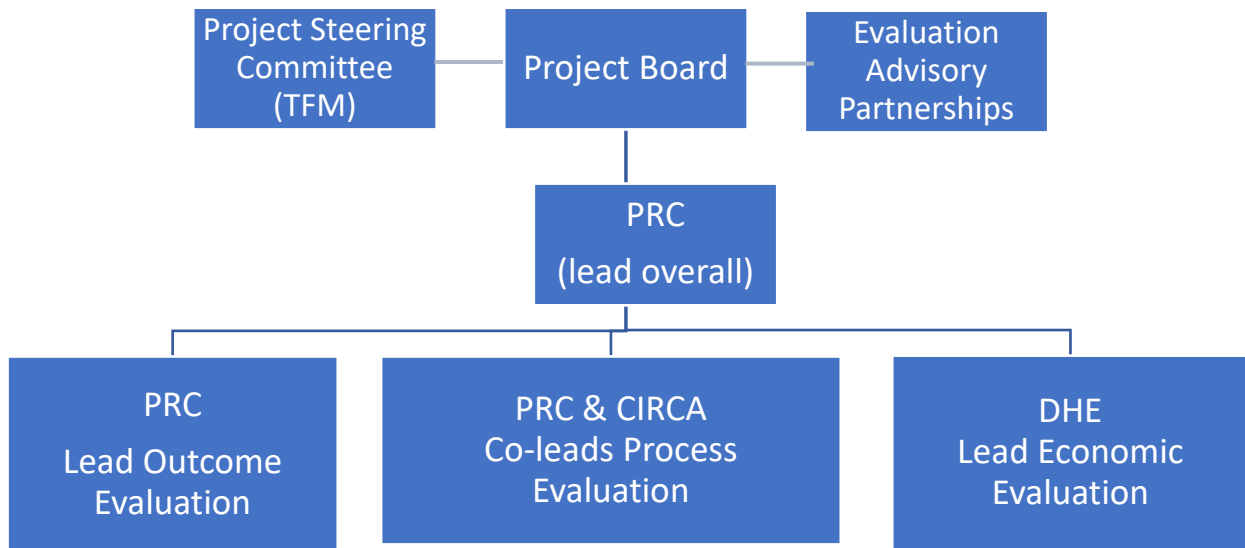 Project Steering
Committee
(TFM)
Project Board
Evaluation
Advisory
Partnerships
PRC
(lead overall)
PRC
Lead Outcome
Evaluation
PRC & CIRCA
Co-leads Process
Evaluation
DHE
Lead Economic
Evaluation